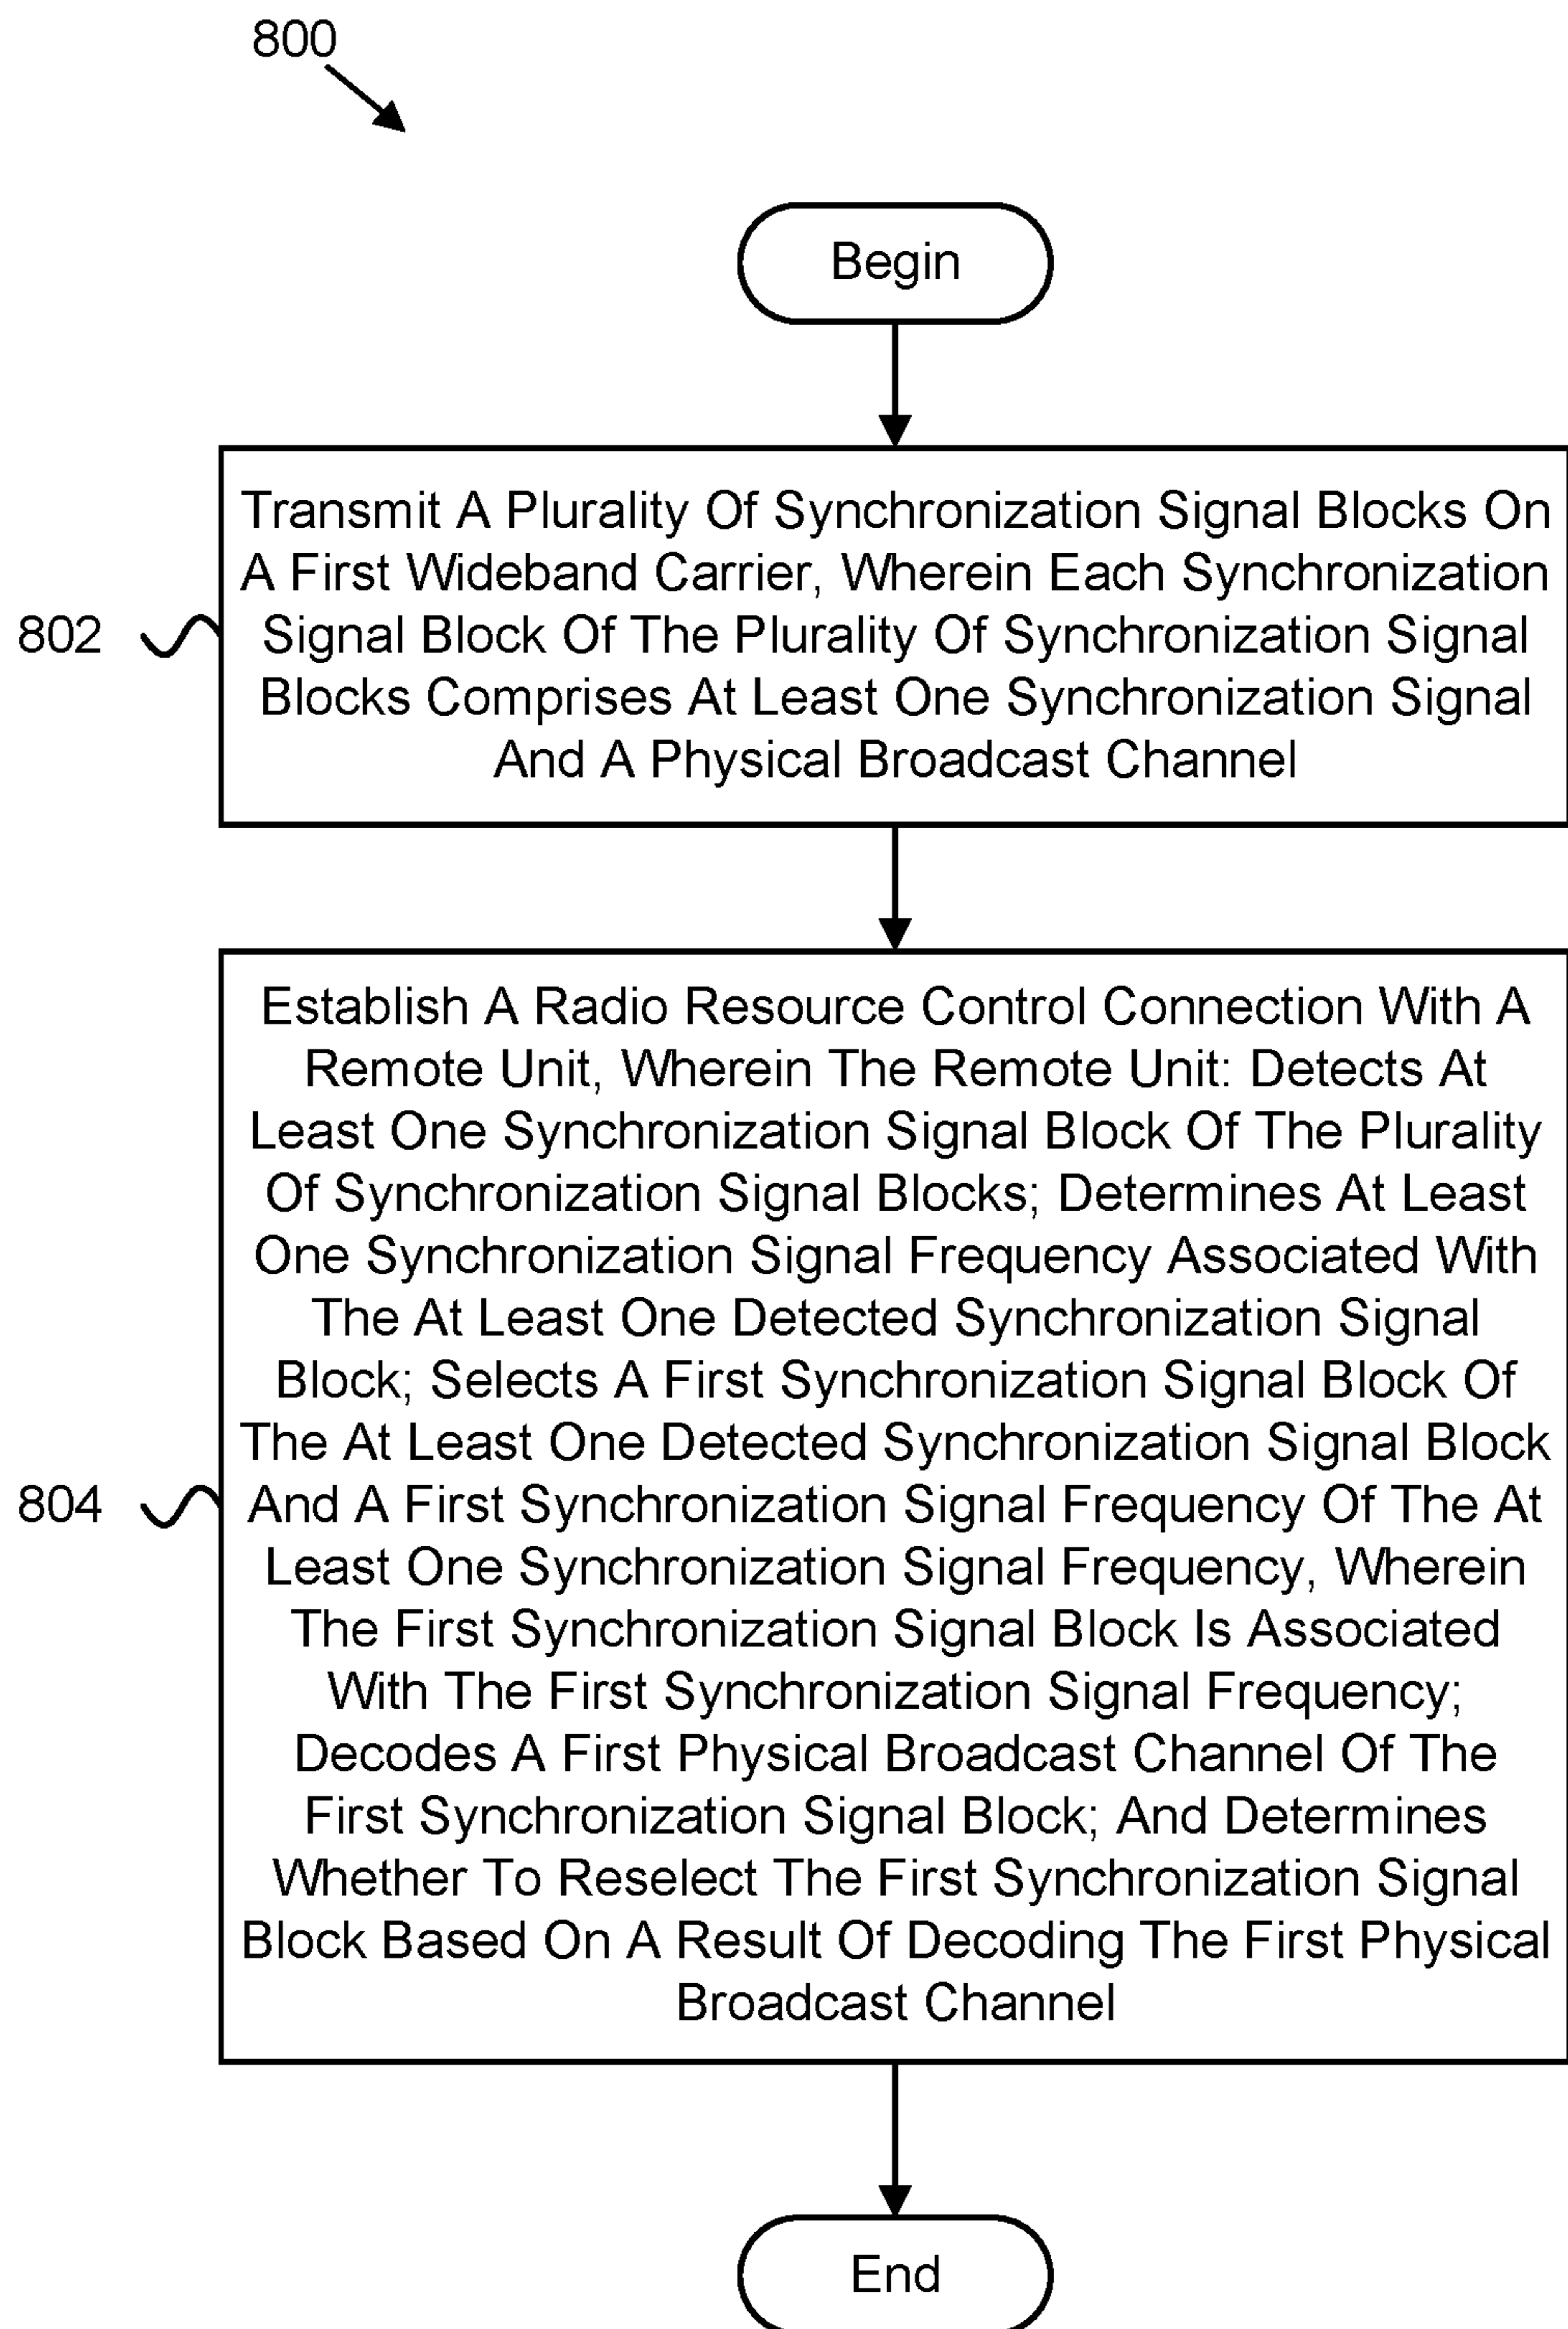 800
Begin
Transmit A Plurality Of Synchronization Signal Blocks On
A First Wideband Carrier, Wherein Each Synchronization
Signal Block Of The Plurality Of Synchronization Signal
Blocks Comprises At Least One Synchronization Signal
And A Physical Broadcast Channel
802
Establish A Radio Resource Control Connection With A
Remote Unit, Wherein The Remote Unit: Detects At
Least One Synchronization Signal Block Of The Plurality
Of Synchronization Signal Blocks; Determines At Least
One Synchronization Signal Frequency Associated With
The At Least One Detected Synchronization Signal
Block; Selects A First Synchronization Signal Block Of
The At Least One Detected Synchronization Signal Block
And A First Synchronization Signal Frequency Of The At
Least One Synchronization Signal Frequency, Wherein
The First Synchronization Signal Block Is Associated
With The First Synchronization Signal Frequency;
Decodes A First Physical Broadcast Channel Of The
First Synchronization Signal Block; And Determines
Whether To Reselect The First Synchronization Signal
Block Based On A Result Of Decoding The First Physical
Broadcast Channel
804
End